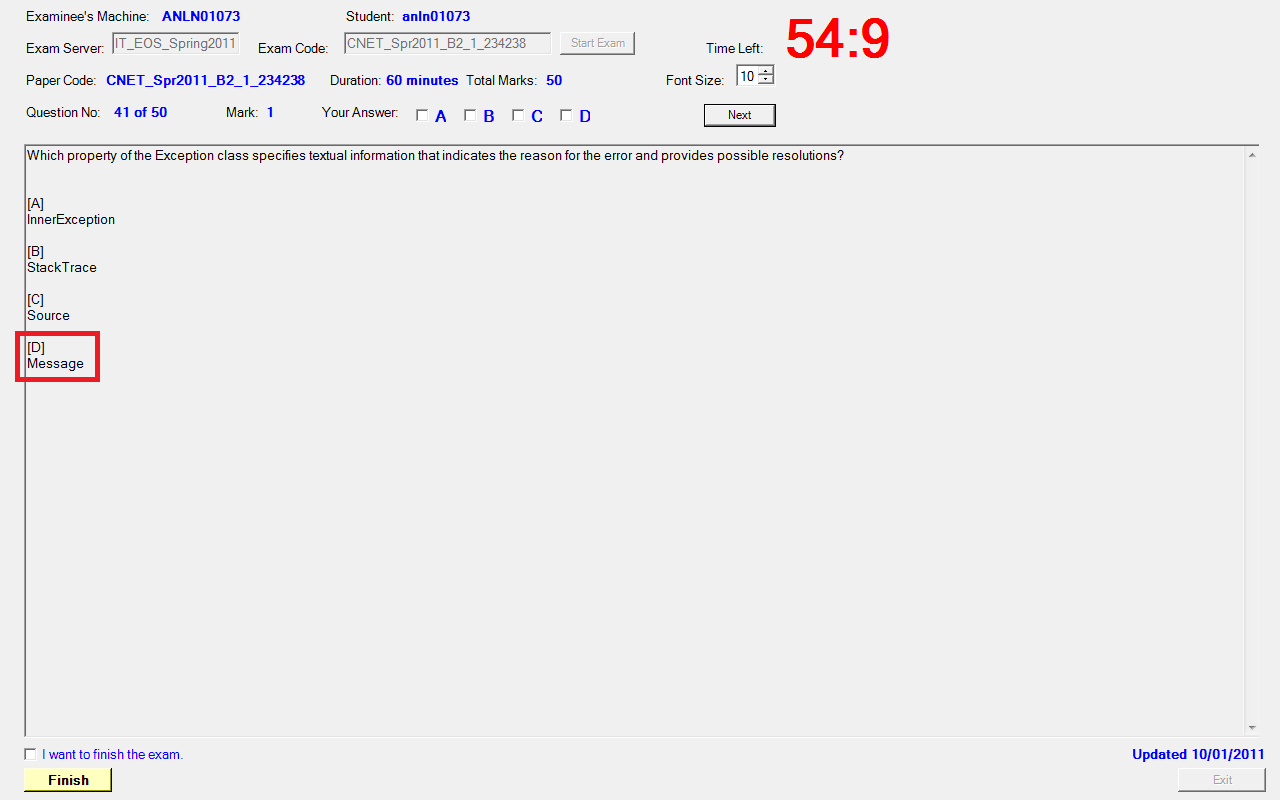 Examinee's Machine: ANLN01073 Student: anln01073
Exam Server: IT_EOS_Spring2011 Exam Code: CNET_Spr2011_B2_1_234238 Start Exam Time Left: 54:9
Paper Code: CNET_Spr2011_B2_1_234238 Duration: 60 minutes Total Marks: 50 Font Size: 10
Question No: 41 of 50 Mark: 1 Your Answer: A B C D Next
Which property of the Exception class specifies textual information that indicates the reason for the error and provides possible resolutions?
[A]
InnerException
[B]
StackTrace
[C]
Source
[D]
Message
I want to finish the exam. Updated 10/01/2011
Finish Exit